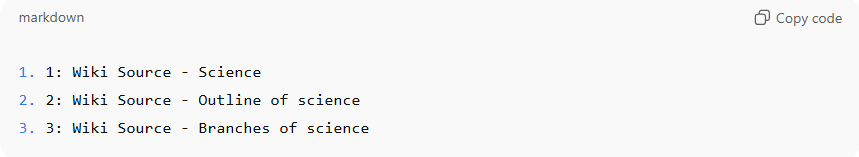 markdown
Copy code
1. 1: Wiki Source - Science
2. 2: Wiki Source - Outline of science
3. 3: Wiki Source - Branches of science